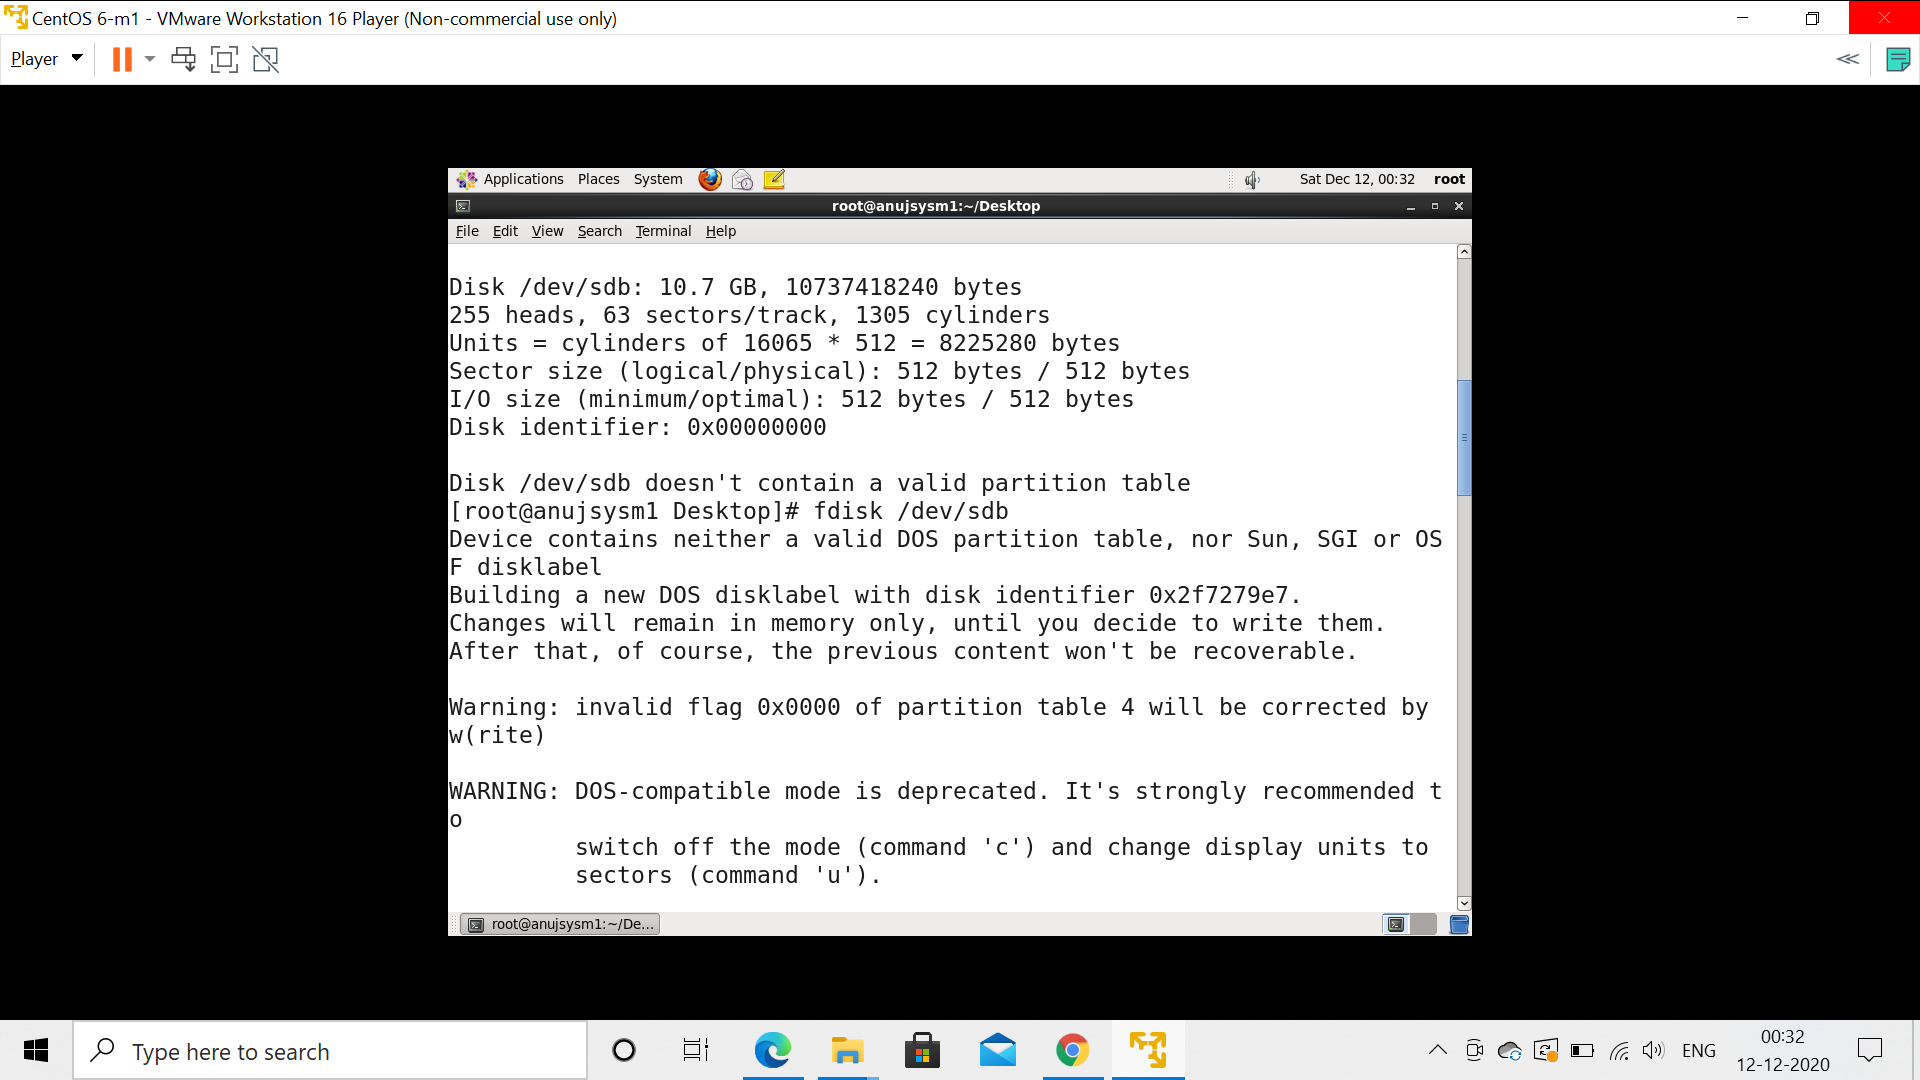 CentOS 6-m1 - VMware Workstation 16 Player (Non-commercial use only)
Player
Applications Places System Sat Dec 12, 00:32 root
root@anujsysm1:~/Desktop
File Edit View Search Terminal Help
Disk /dev/sdb: 10.7 GB, 10737418240 bytes
255 heads, 63 sectors/track, 1305 cylinders
Units = cylinders of 16065 * 512 = 8225280 bytes
Sector size (logical/physical): 512 bytes / 512 bytes
I/O size (minimum/optimal): 512 bytes / 512 bytes
Disk identifier: 0x00000000
Disk /dev/sdb doesn't contain a valid partition table
[root@anujsysm1 Desktop]# fdisk /dev/sdb
Device contains neither a valid DOS partition table, nor Sun, SGI or OS
F disklabel
Building a new DOS disklabel with disk identifier 0x2f7279e7.
Changes will remain in memory only, until you decide to write them.
After that, of course, the previous content won't be recoverable.
Warning: invalid flag 0x0000 of partition table 4 will be corrected by
w(rite)
WARNING: DOS-compatible mode is deprecated. It's strongly recommended t
o
switch off the mode (command 'c') and change display units to
sectors (command 'u').
root@anujsysm1:~/De...
Type here to search
ENG
00:32
12-12-2020